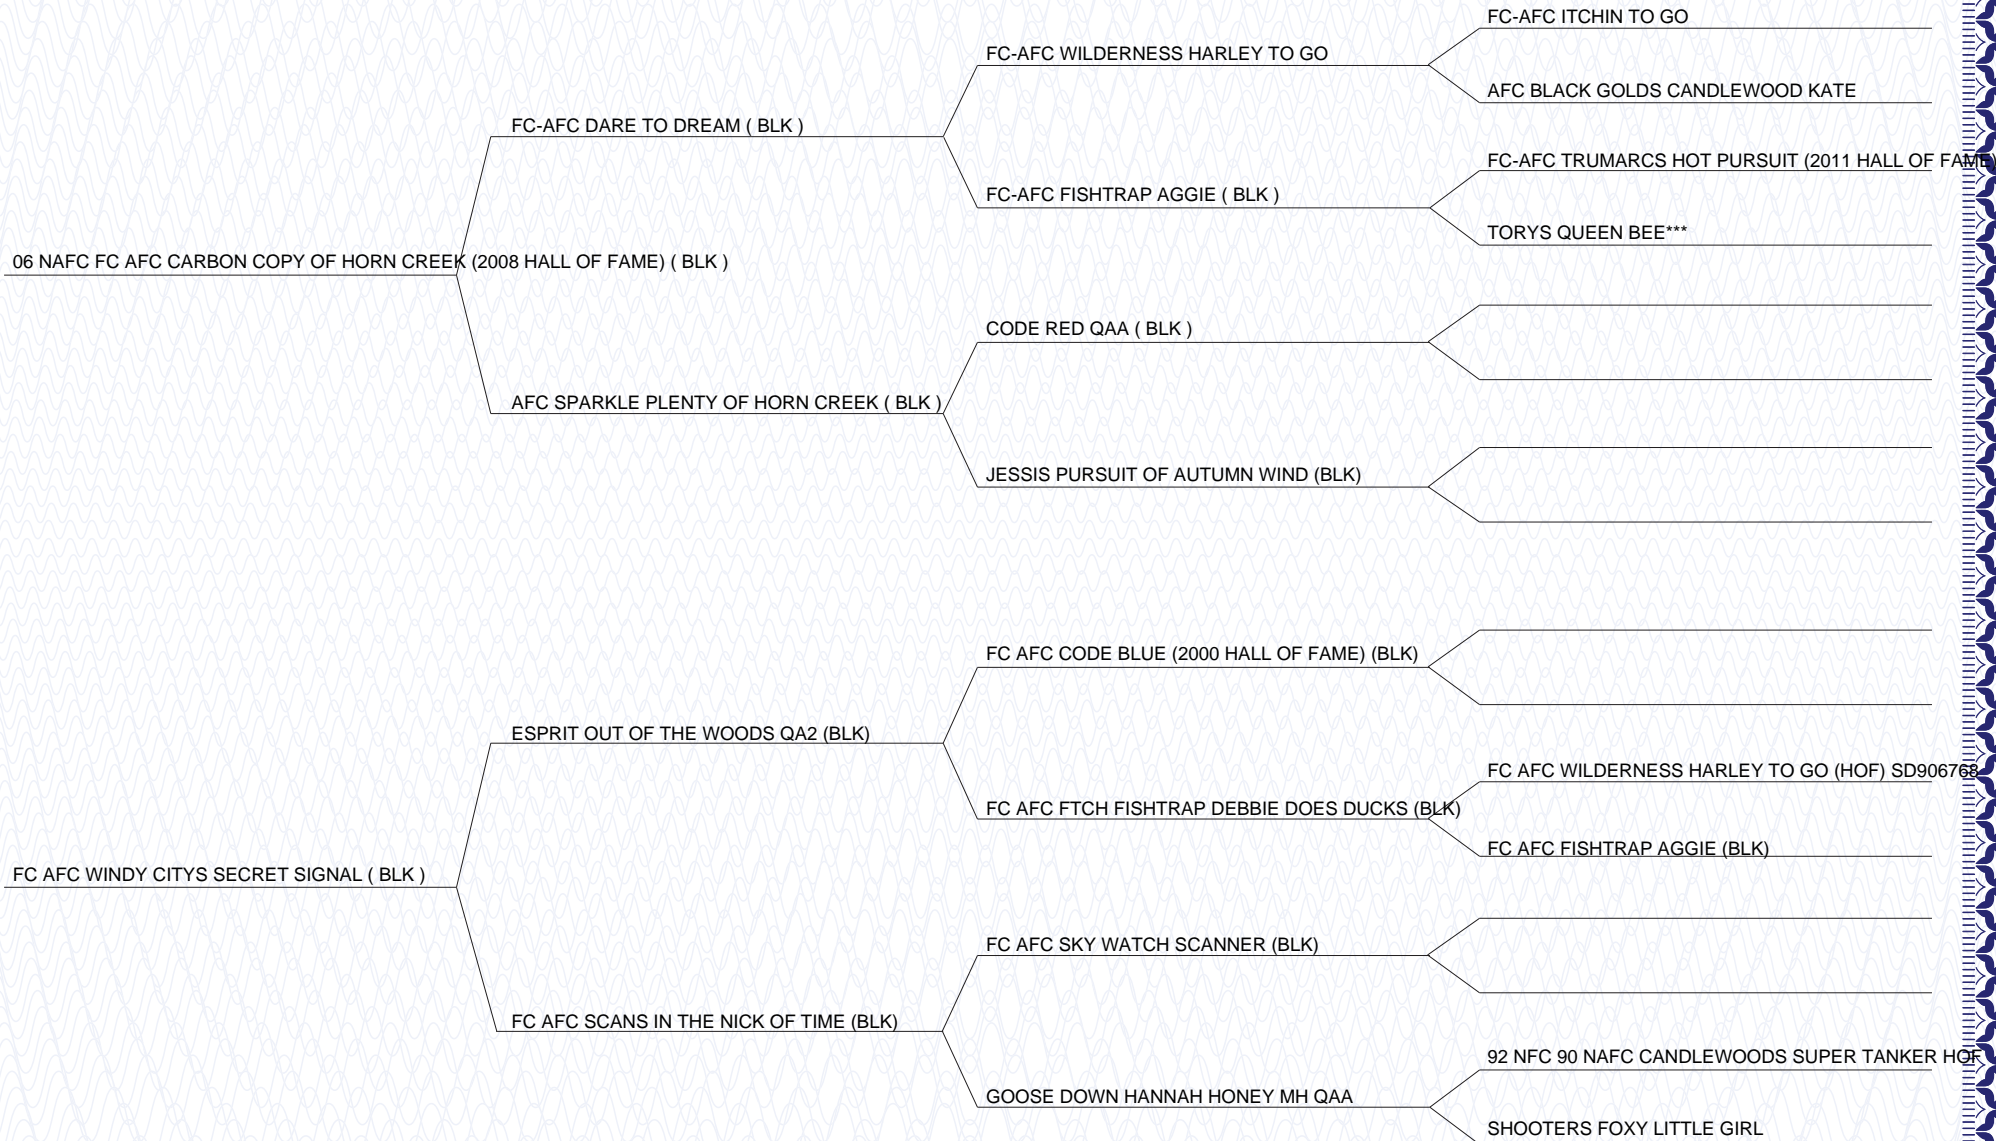 FC-AFC ITCHIN TO GO
FC-AFC WILDERNESS HARLEY TO GO
AFC BLACK GOLDS CANDLEWOOD KATE
FC-AFC DARE TO DREAM ( BLK )
FC-AFC TRUMARCS HOT PURSUIT (2011 HALL OF FAME)
FC-AFC FISHTRAP AGGIE ( BLK )
TORYS QUEEN BEE***
06 NAFC FC AFC CARBON COPY OF HORN CREEK (2008 HALL OF FAME) ( BLK )
CODE RED QAA ( BLK )
AFC SPARKLE PLENTY OF HORN CREEK ( BLK )
JESSIS PURSUIT OF AUTUMN WIND (BLK)
FC AFC CODE BLUE (2000 HALL OF FAME) (BLK)
ESPRIT OUT OF THE WOODS QA2 (BLK)
FC AFC WILDERNESS HARLEY TO GO (HOF) SD906768
FC AFC FTCH FISHTRAP DEBBIE DOES DUCKS (BLK)
FC AFC FISHTRAP AGGIE (BLK)
FC AFC WINDY CITYS SECRET SIGNAL ( BLK )
FC AFC SKY WATCH SCANNER (BLK)
FC AFC SCANS IN THE NICK OF TIME (BLK)
92 NFC 90 NAFC CANDLEWOODS SUPER TANKER HOF
GOOSE DOWN HANNAH HONEY MH QAA
SHOOTERS FOXY LITTLE GIRL